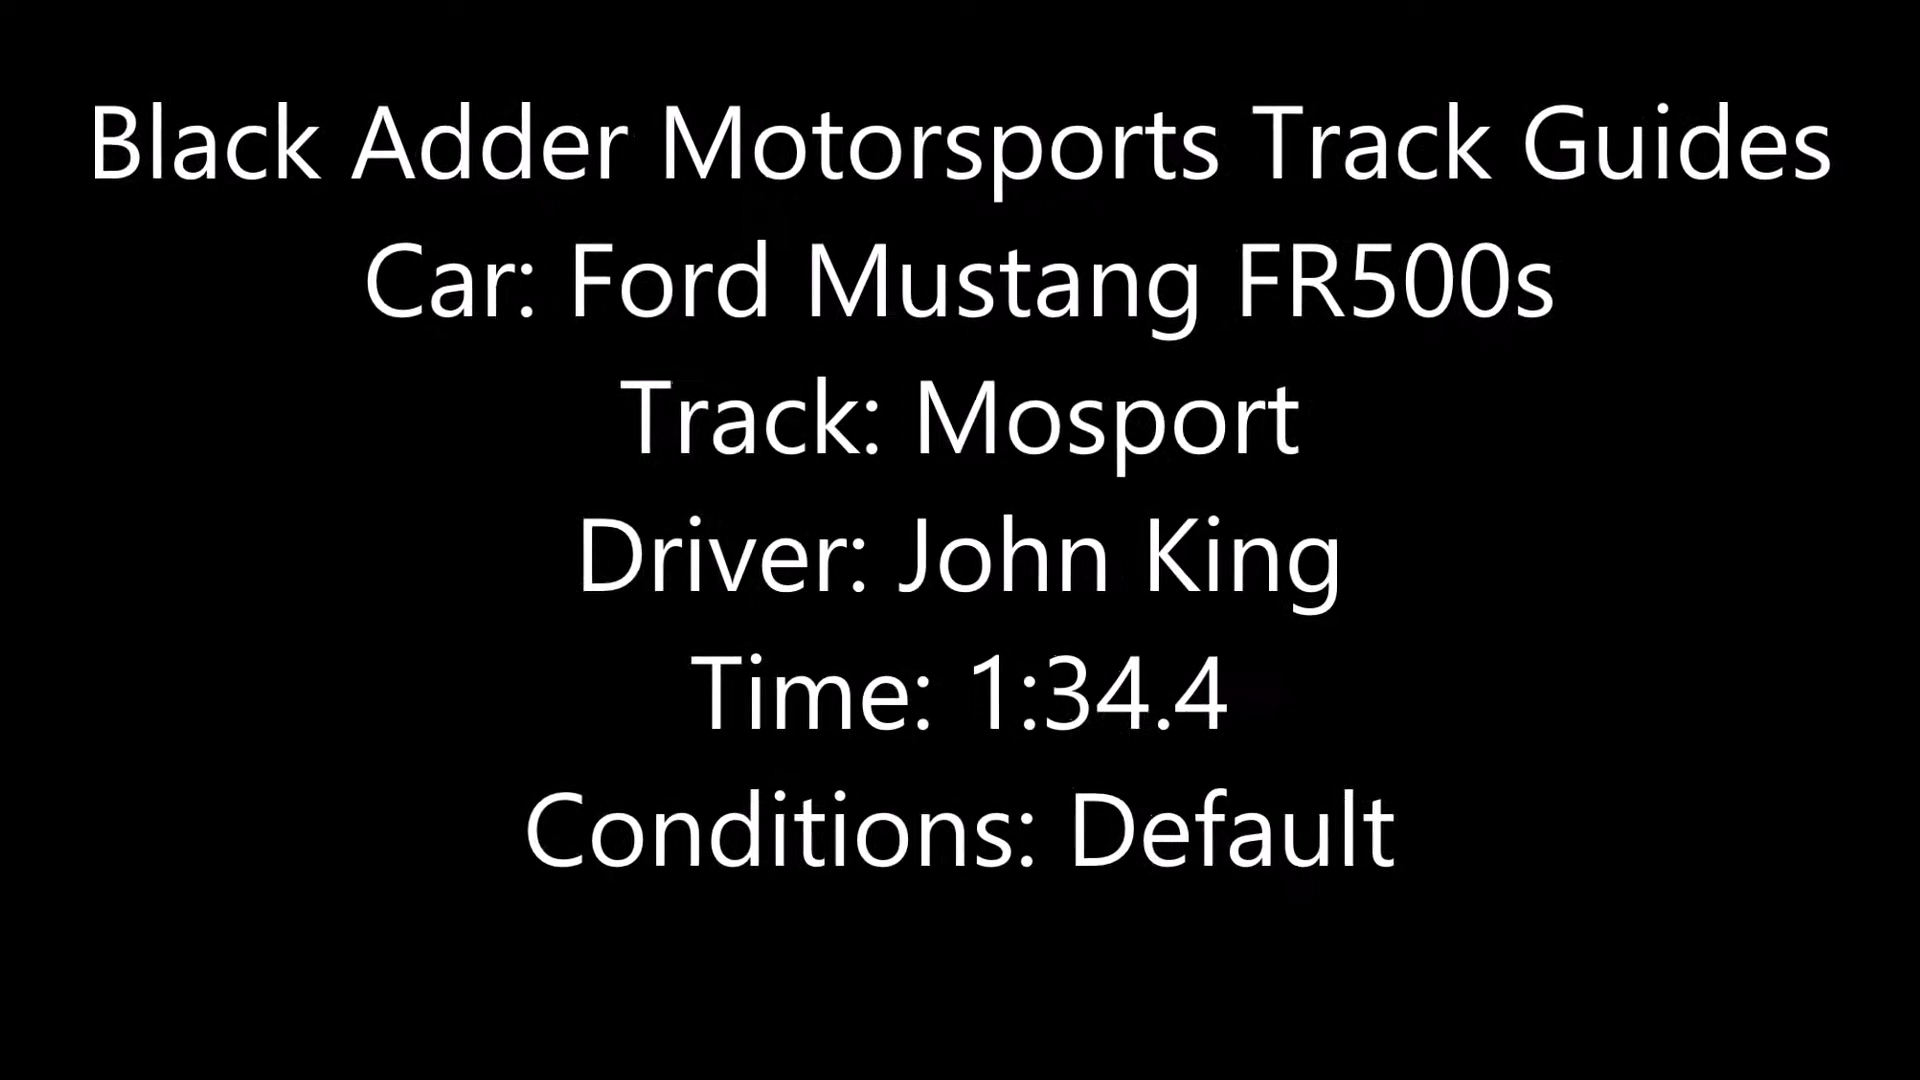 Black Adder Motorsports Track Guides
Car: Ford Mustang FR500s
Track: Mosport
Driver: John King
Time: 1:34.4
Conditions: Default